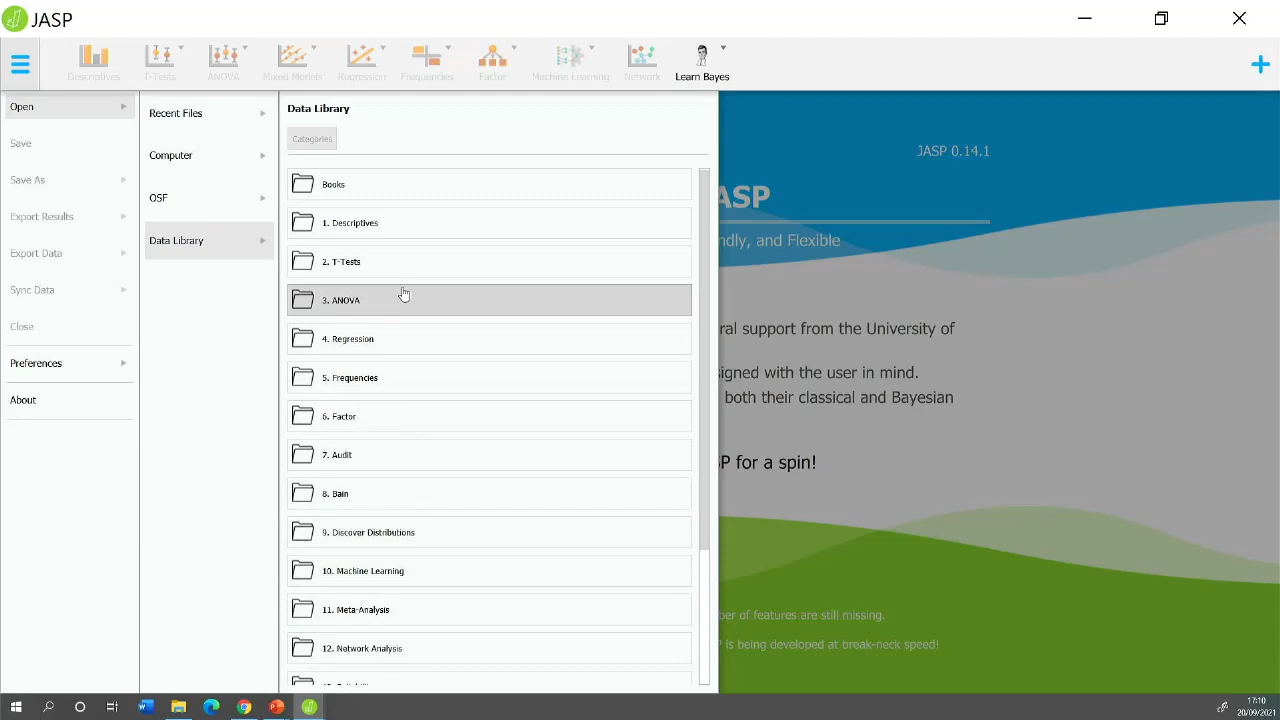 JASP
Descriptives
T-Tests
ANOVA
Mixed Models
Regression
Frequencies
Factor
Machine Learning
Network
Learn Bayes
Open
Save
Save As
Export Results
Export Data
Sync Data
Close
Preferences
About
Recent Files
Computer
OSF
Data Library
Data Library
Categories
Books
1. Descriptives
2. T-Tests
3. ANOVA
4. Regression
5. Frequencies
6. Factor
7. Audit
8. Bain
9. Discover Distributions
10. Machine Learning
11. Meta-Analysis
12. Network Analysis
JASP 0.14.1
ASP
ndly, and Flexible
ral support from the University of
signed with the user in mind.
both their classical and Bayesian
P for a spin!
ber of features are still missing.
P is being developed at break-neck speed!
17:10
20/09/2021